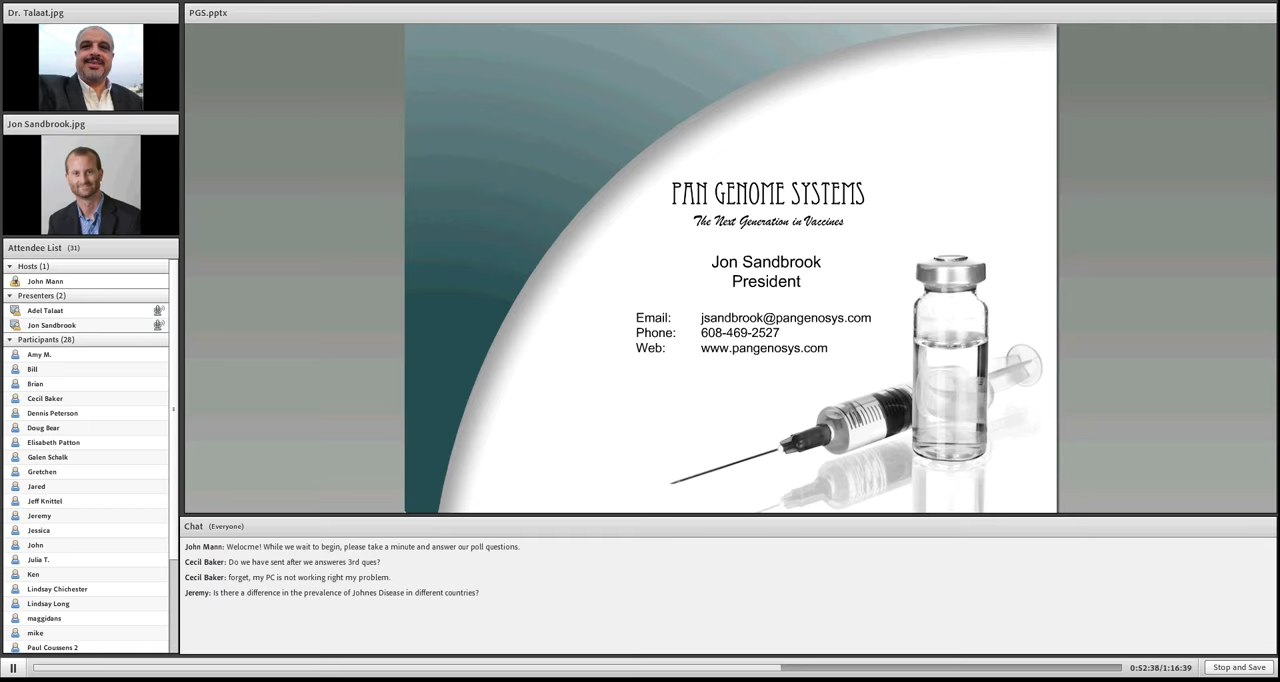 Dr. Talaat.jpg
Jon Sandbrook.jpg
Attendee List (31)
Hosts (1)
John Mann
Presenters (2)
Adel Talaat
Jon Sandbrook
Participants (28)
Amy M.
Bill
Brian
Cecil Baker
Dennis Peterson
Doug Bear
Elisabeth Patton
Galen Schalk
Gretchen
Jared
Jeff Knittel
Jeremy
Jessica
John
Julia T.
Ken
Lindsay Chichester
Lindsay Long
maggidans
mike
Paul Coussens 2
PGS.pptx
PAN GENOME SYSTEMS
The Next Generation in Vaccines
Jon Sandbrook
President
Email: jsandbrook@pangenosys.com
Phone: 608-469-2527
Web: www.pangenosys.com
Chat (Everyone)
John Mann: Welocme! While we wait to begin, please take a minute and answer our poll questions.
Cecil Baker: Do we have sent after we answeres 3rd ques?
Cecil Baker: forget, my PC is not working right my problem.
Jeremy: Is there a difference in the prevalence of Johnes Disease in different countries?
0:52:38/1:16:39
Stop and Save